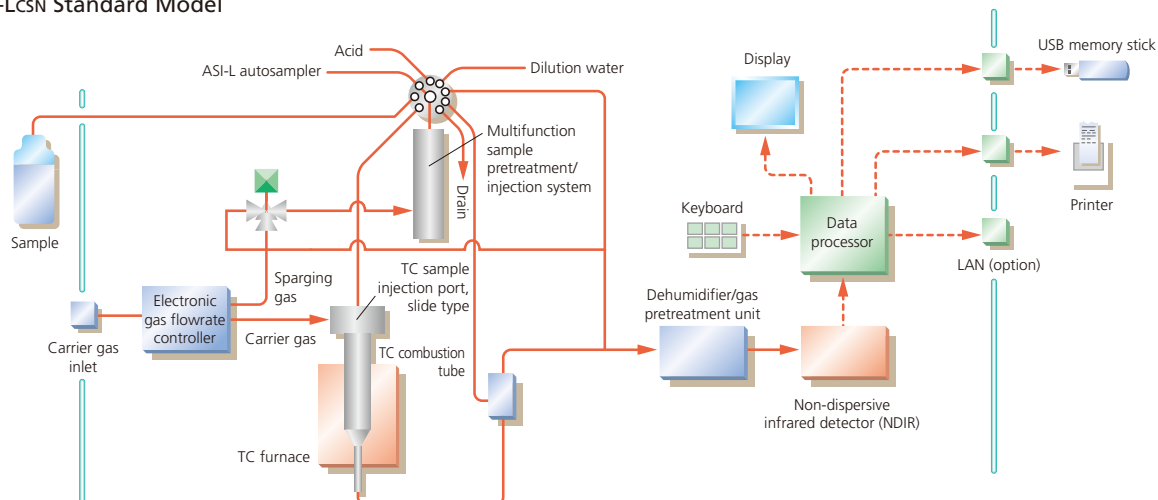 -LCSN Standard Model
Acid
ASI-L autosampler
Dilution water
Multifunction
sample
pretreatment/
injection system
Drain
Sample
Sparging
gas
TC sample
injection port,
slide type
Electronic
gas flowrate
controller
Carrier gas
Carrier gas
inlet
TC combustion
tube
TC furnace
Display
Keyboard
Data
processor
Dehumidifier/gas
pretreatment unit
Non-dispersive
infrared detector (NDIR)
USB memory stick
Printer
LAN (option)